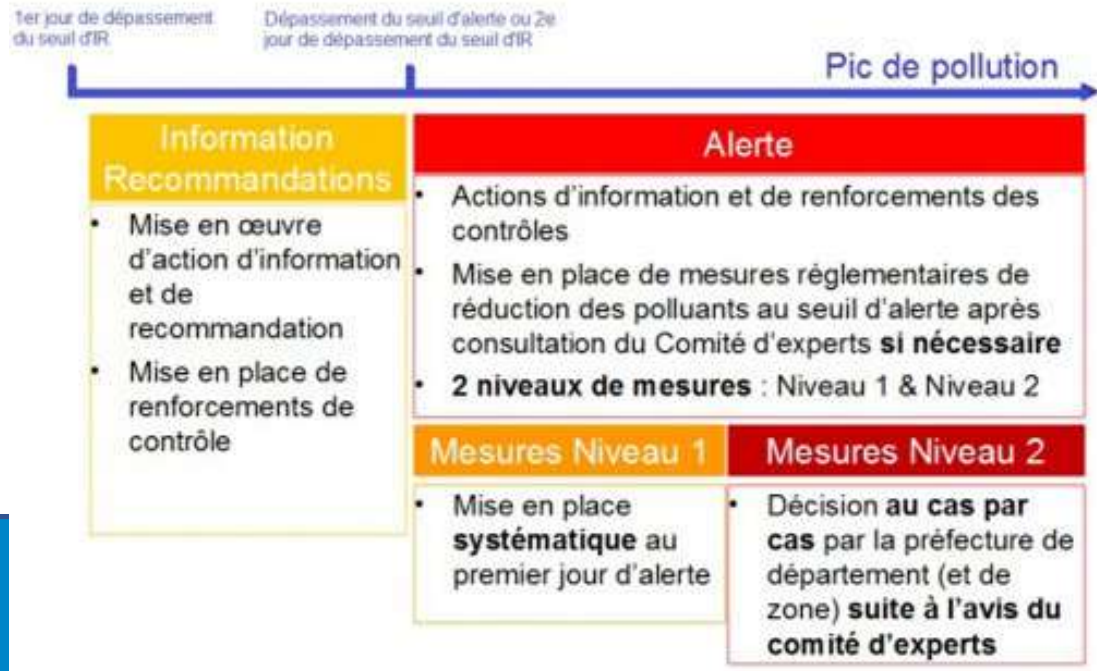 1er jour de dépassement
du seuil d'IR
Dépassement du seuil d'alerte ou 2e
jour de dépassement du seuil d'IR
Pic de pollution
Information
Recommandations
• Mise en œuvre
d'action d'information
et de
recommandation
• Mise en place de
renforcements de
contrôle
Alerte
• Actions d'information et de renforcements des
contrôles
• Mise en place de mesures réglementaires de
réduction des polluants au seuil d'alerte après
consultation du Comité d'experts si nécessaire
• 2 niveaux de mesures : Niveau 1 & Niveau 2
Mesures Niveau 1
• Mise en place
systématique au
premier jour d'alerte
Mesures Niveau 2
• Décision au cas par
cas par la préfecture de
département (et de
zone) suite à l'avis du
comité d'experts